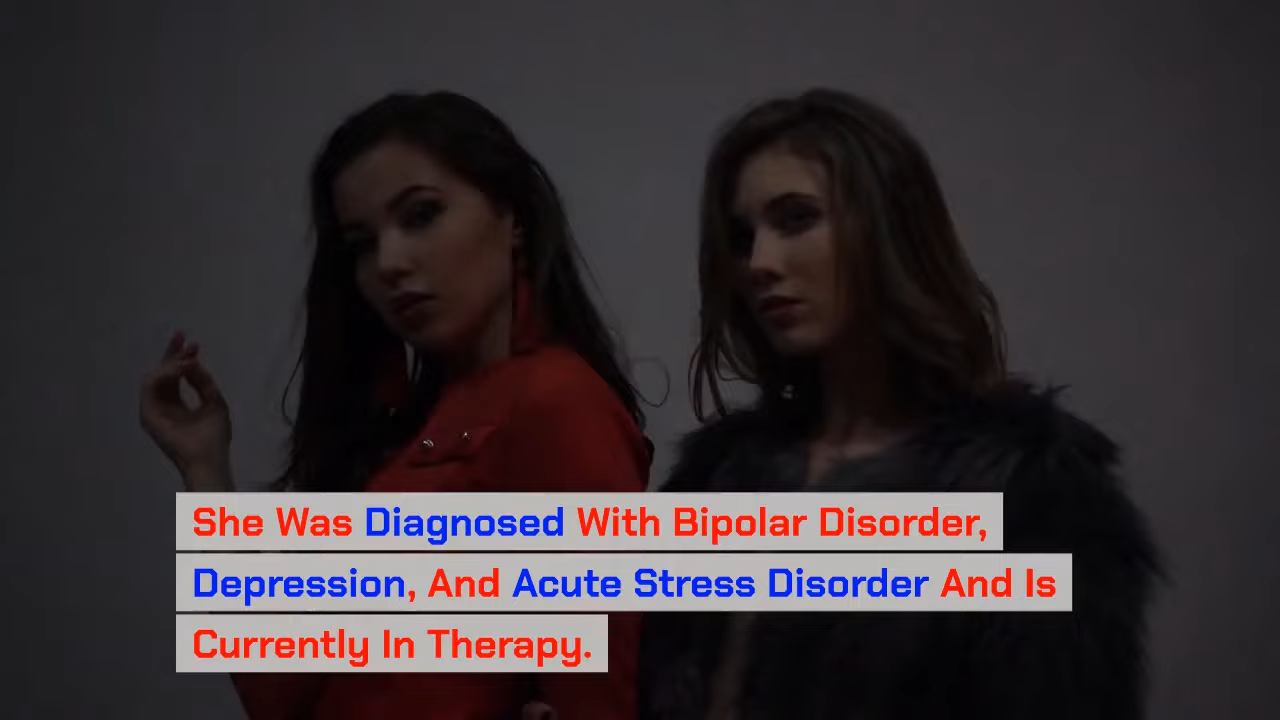 She Was Diagnosed With Bipolar Disorder,
Depression, And Acute Stress Disorder And Is
Currently In Therapy.